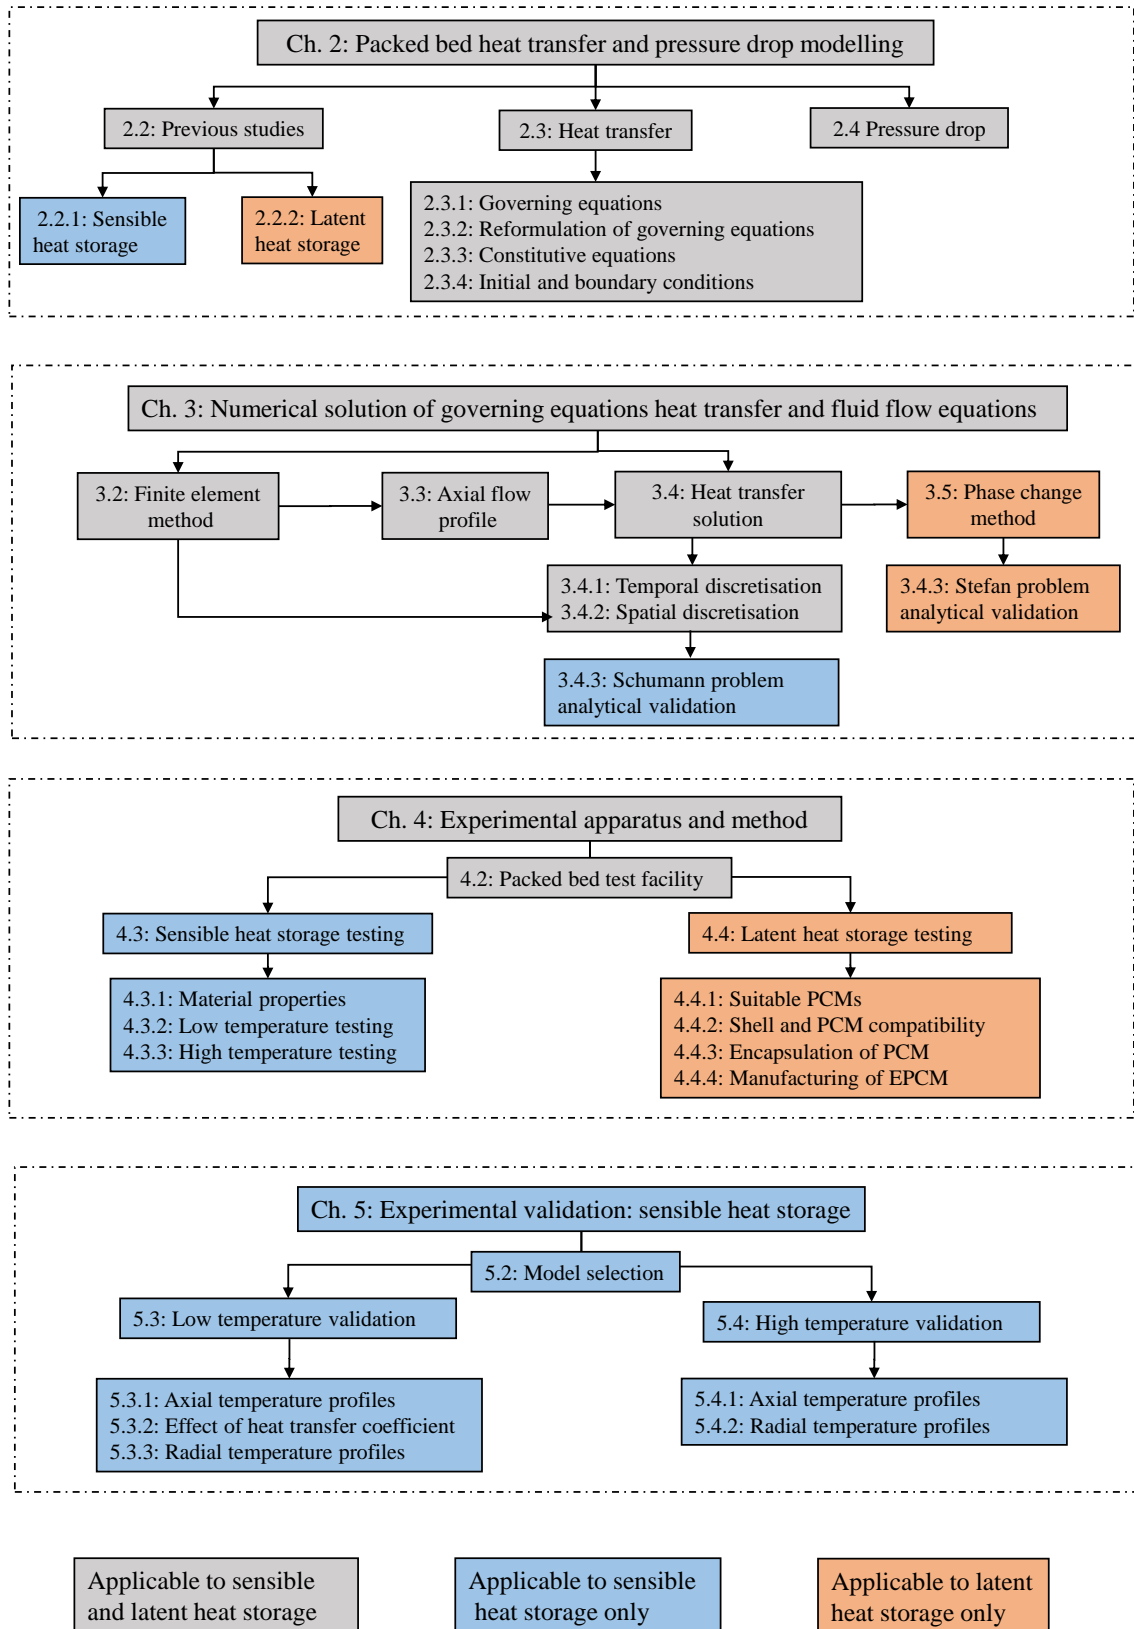 Ch. 2: Packed bed heat transfer and pressure drop modelling
2.2: Previous studies
2.3: Heat transfer
2.4 Pressure drop
2.2.1: Sensible
heat storage
2.2.2: Latent
heat storage
2.3.1: Governing equations
2.3.2: Reformulation of governing equations
2.3.3: Constitutive equations
2.3.4: Initial and boundary conditions
Ch. 3: Numerical solution of governing equations heat transfer and fluid flow equations
3.2: Finite element
method
3.3: Axial flow
profile
3.4: Heat transfer
solution
3.5: Phase change
method
3.4.1: Temporal discretisation
3.4.2: Spatial discretisation
3.4.3: Stefan problem
analytical validation
3.4.3: Schumann problem
analytical validation
Ch. 4: Experimental apparatus and method
4.2: Packed bed test facility
4.3: Sensible heat storage testing
4.4: Latent heat storage testing
4.3.1: Material properties
4.3.2: Low temperature testing
4.3.3: High temperature testing
4.4.1: Suitable PCMs
4.4.2: Shell and PCM compatibility
4.4.3: Encapsulation of PCM
4.4.4: Manufacturing of EPCM
Ch. 5: Experimental validation: sensible heat storage
5.2: Model selection
5.3: Low temperature validation
5.4: High temperature validation
5.3.1: Axial temperature profiles
5.3.2: Effect of heat transfer coefficient
5.3.3: Radial temperature profiles
5.4.1: Axial temperature profiles
5.4.2: Radial temperature profiles
Applicable to sensible
and latent heat storage
Applicable to sensible
heat storage only
Applicable to latent
heat storage only